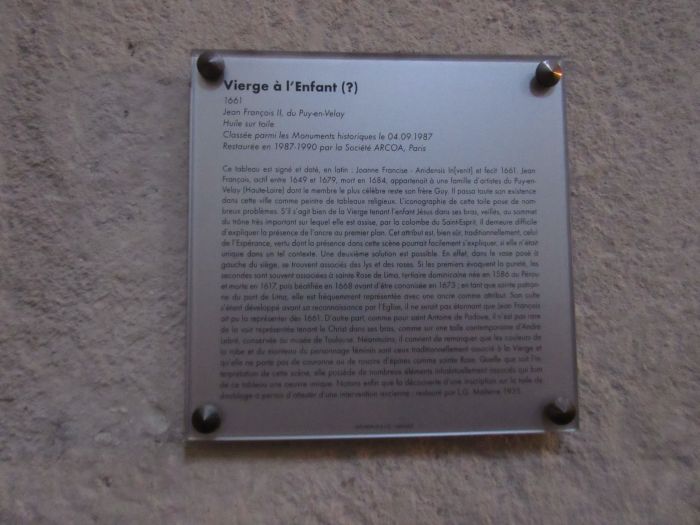 Vierge à l'Enfant (?)
1661
Jean François II, du Puy-en-Velay
Huile sur toile
Classée parmi les Monuments historiques le 04.09.1987
Restaurée en 1987-1990 par la Société ARCOA, Paris
Ce tableau est signé et daté, en latin : Joanne Francise - Anidensis In[venit] et fecit 1661. Jean
François, actif entre 1649 et 1679, mort en 1684, appartenait à une famille d'artistes du Puy-en-
Velay (Haute-Loire) dont le membre le plus célèbre reste son frère Guy. Il passa toute son existence
dans cette ville comme peintre de tableaux religieux. L'iconographie de cette toile pose de nom-
breux problèmes. S'il s'agit bien de la Vierge tenant l'enfant Jésus dans ses bras, veillés, au sommet
du trône très important sur lequel elle est assise, par la colombe du Saint-Esprit, il demeure difficile
d'expliquer la présence de l'ancre au premier plan. Cet attribut est, bien sûr, traditionnellement, celui
de l'Espérance, vertu dont la présence dans cette scène pourrait facilement s'expliquer, si elle n'était
unique dans un tel contexte. Une deuxième solution est possible. En effet, dans le vase posé à
gauche du siège, se trouvent associés des lys et des roses. Si les premiers évoquent la pureté, les
secondes sont souvent associées à sainte Rose de Lima, tertiaire dominicaine née en 1586 au Pérou
et morte en 1617, puis béatifiée en 1668 avant d'être canonisée en 1673 ; en tant que sainte patron-
ne du port de Lima, elle est fréquemment représentée avec une ancre comme attribut. Son culte
s'étant développé avant sa reconnaissance par l'Eglise, il ne serait pas étonnant que Jean François
ait pu la représenter dès 1661. D'autre part, comme pour saint Antoine de Padoue, il n'est pas rare
de la voir représentée tenant le Christ dans ses bras, comme sur une toile contemporaine d'André
Lebré, conservée au musée de Toulouse. Néanmoins, il convient de remarquer que les couleurs de
la robe et du manteau du personnage féminin sont ceux traditionnellement associé à la Vierge et
qu'elle ne porte pas de couronne ou de rosaire d'épines comme sainte Rose. Quelle que soit l'in-
terprétation de cette scène, elle possède de nombreux éléments inhabituellement associés qui font
de ce tableau une oeuvre unique. Notons enfin que la découverte d'une inscription sur la toile de
doublage a permis d'attester d'une intervention ancienne : restauré par L.G. 1935.